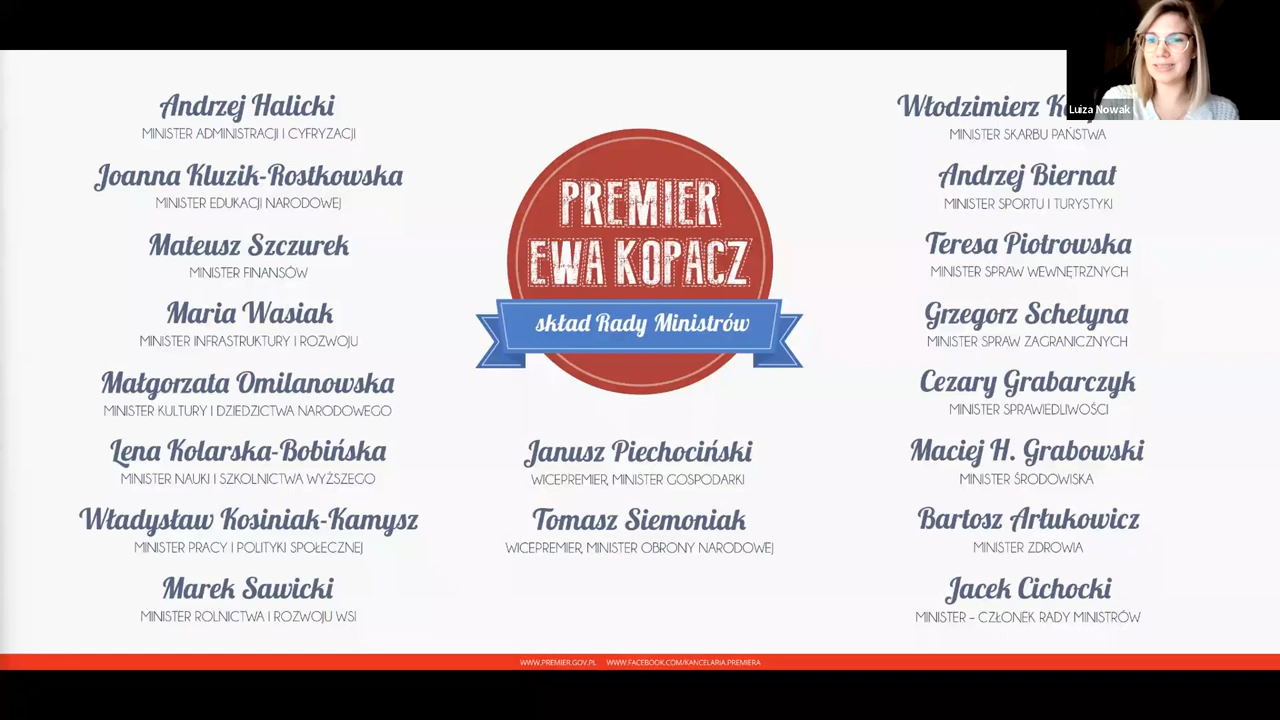 Andrzej Halicki
MINISTER ADMINISTRACJI I CYFRYZACJI
Joanna Kluzik-Rostkowska
MINISTER EDUKACJI NARODOWEJ
Mateusz Szczurek
MINISTER FINANSÓW
Maria Wasiak
MINISTER INFRASTRUKTURY I ROZWOJU
Małgorzata Omilanowska
MINISTER KULTURY I DZIEDZICTWA NARODOWEGO
Lena Kolarska-Bobińska
MINISTER NAUKI I SZKOLNICTWA WYŻSZEGO
Władysław Kosiniak-Kamysz
MINISTER PRACY I POLITYKI SPOŁECZNEJ
Marek Sawicki
MINISTER ROLNICTWA I ROZWOJU WSI
PREMIER
EWA KOPACZ
skład Rady Ministrów
Janusz Piechociński
WICEPREMIER, MINISTER GOSPODARKI
Tomasz Siemoniak
WICEPREMIER, MINISTER OBRONY NARODOWEJ
Luiza Nowak
Włodzimierz
MINISTER SKARBU PAŃSTWA
Andrzej Biernat
MINISTER SPORTU I TURYSTYKI
Teresa Piotrowska
MINISTER SPRAW WEWNĘTRZNYCH
Grzegorz Schetyna
MINISTER SPRAW ZAGRANICZNYCH
Cezary Grabarczyk
MINISTER SPRAWIEDLIWOŚCI
Maciej H. Grabowski
MINISTER ŚRODOWISKA
Bartosz Arłukowicz
MINISTER ZDROWIA
Jacek Cichocki
MINISTER – CZŁONEK RADY MINISTRÓW
WWW.PREMIER.GOV.PL WWW.FACEBOOK.COM/KANCELARIA.PREMIERA